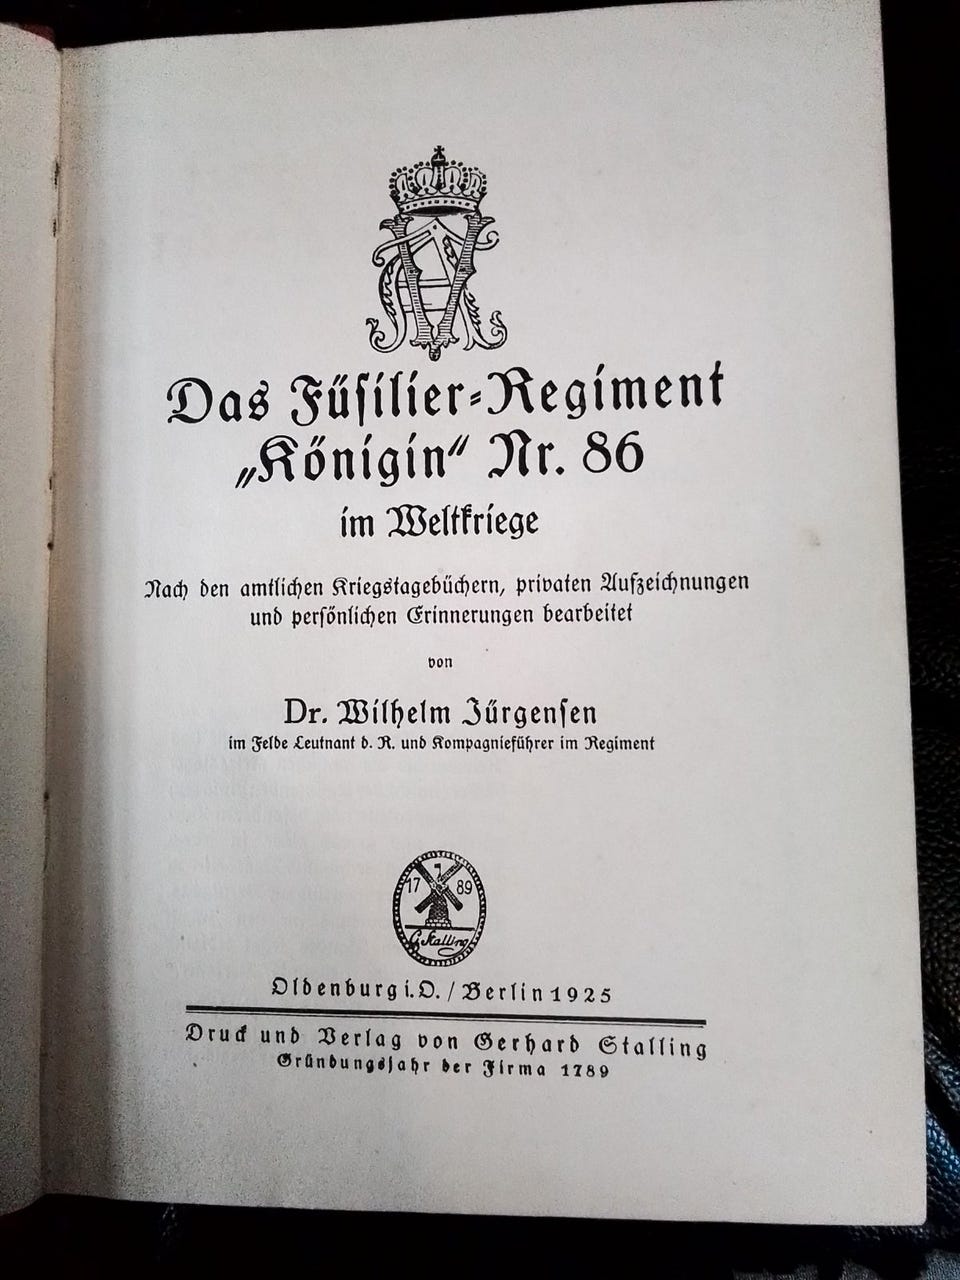 Das Füsilier-Regiment
„Königin“ Nr. 86
im Weltkriege
Nach den amtlichen Kriegstagebüchern, privaten Aufzeichnungen
und persönlichen Erinnerungen bearbeitet
von
Dr. Wilhelm Jürgensen
im Felde Leutnant d. R. und Kompagnieführer im Regiment
17 89
G. Stalling
Oldenburg i. O. / Berlin 1925
Druck und Verlag von Gerhard Stalling
Gründungsjahr der Firma 1789